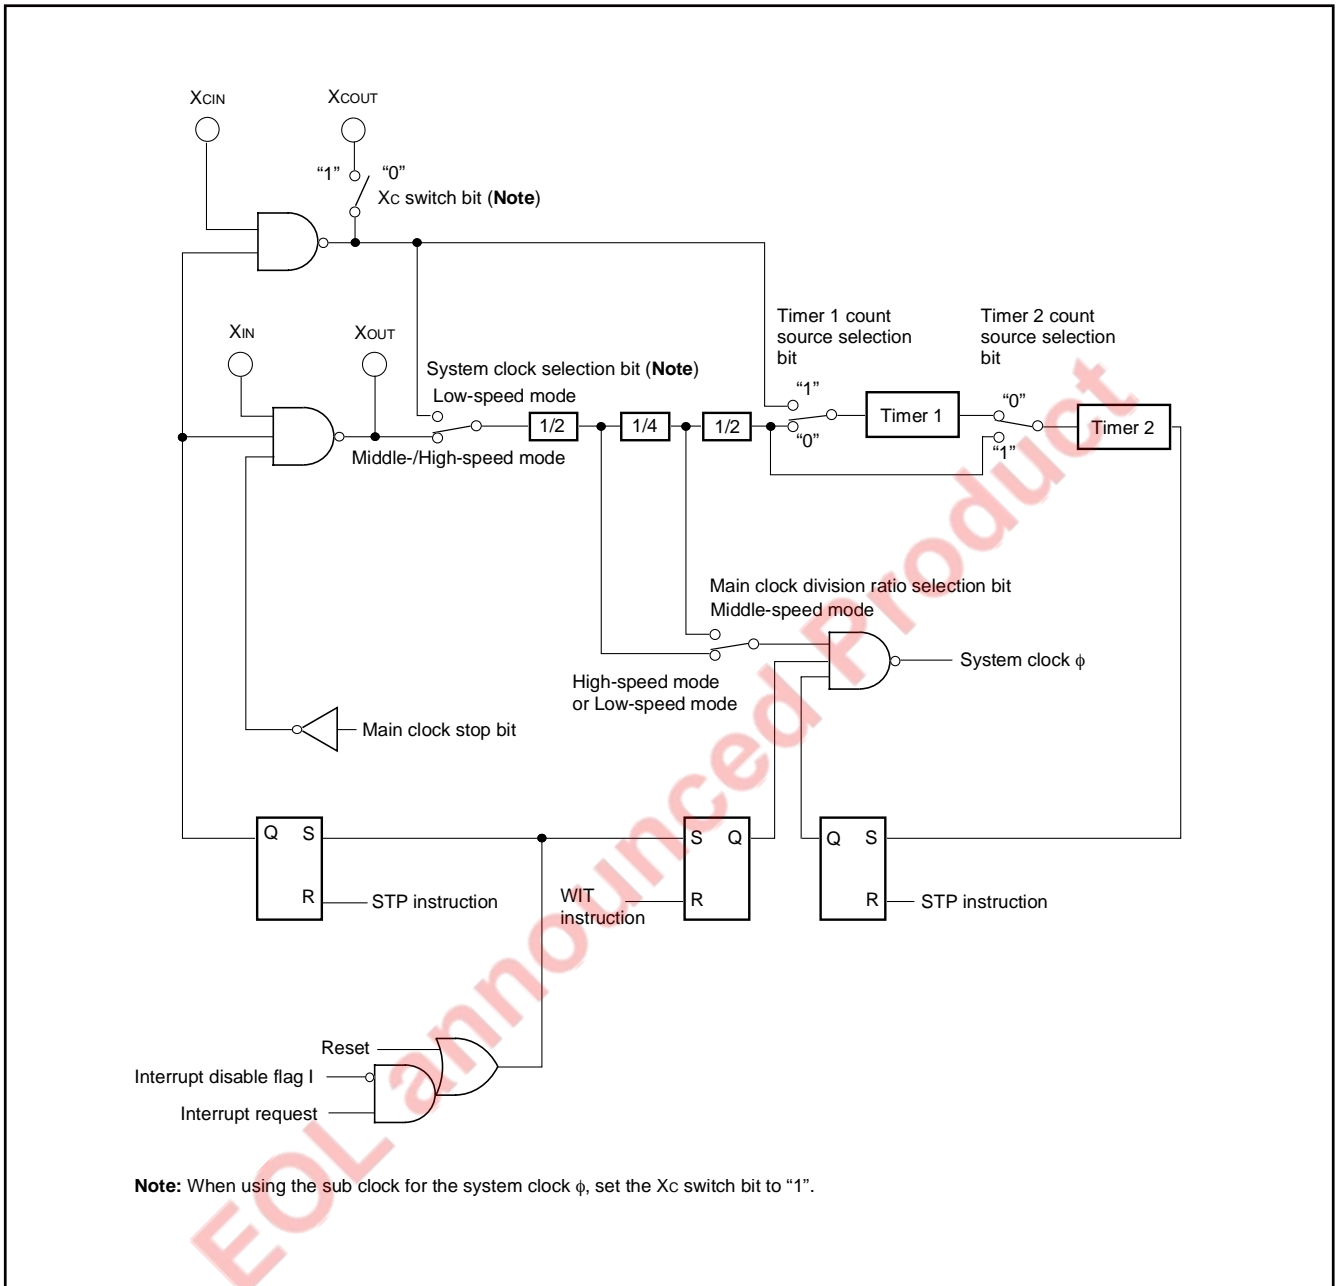 XCIN
XCOUT
“1” “0”
XC switch bit (Note)
XIN
XOUT
System clock selection bit (Note)
Low-speed mode
Middle-/High-speed mode
1/2
1/4
1/2
Timer 1 count
source selection
bit
“1”
“0”
Timer 1
Timer 2 count
source selection
bit
“0”
“1”
Timer 2
Main clock division ratio selection bit
Middle-speed mode
High-speed mode
or Low-speed mode
System clock ϕ
Main clock stop bit
Q S
R
STP instruction
S Q
R
WIT
instruction
Q S
R
STP instruction
Reset
Interrupt disable flag I
Interrupt request
Note: When using the sub clock for the system clock ϕ, set the XC switch bit to “1”.
EOL announced Product